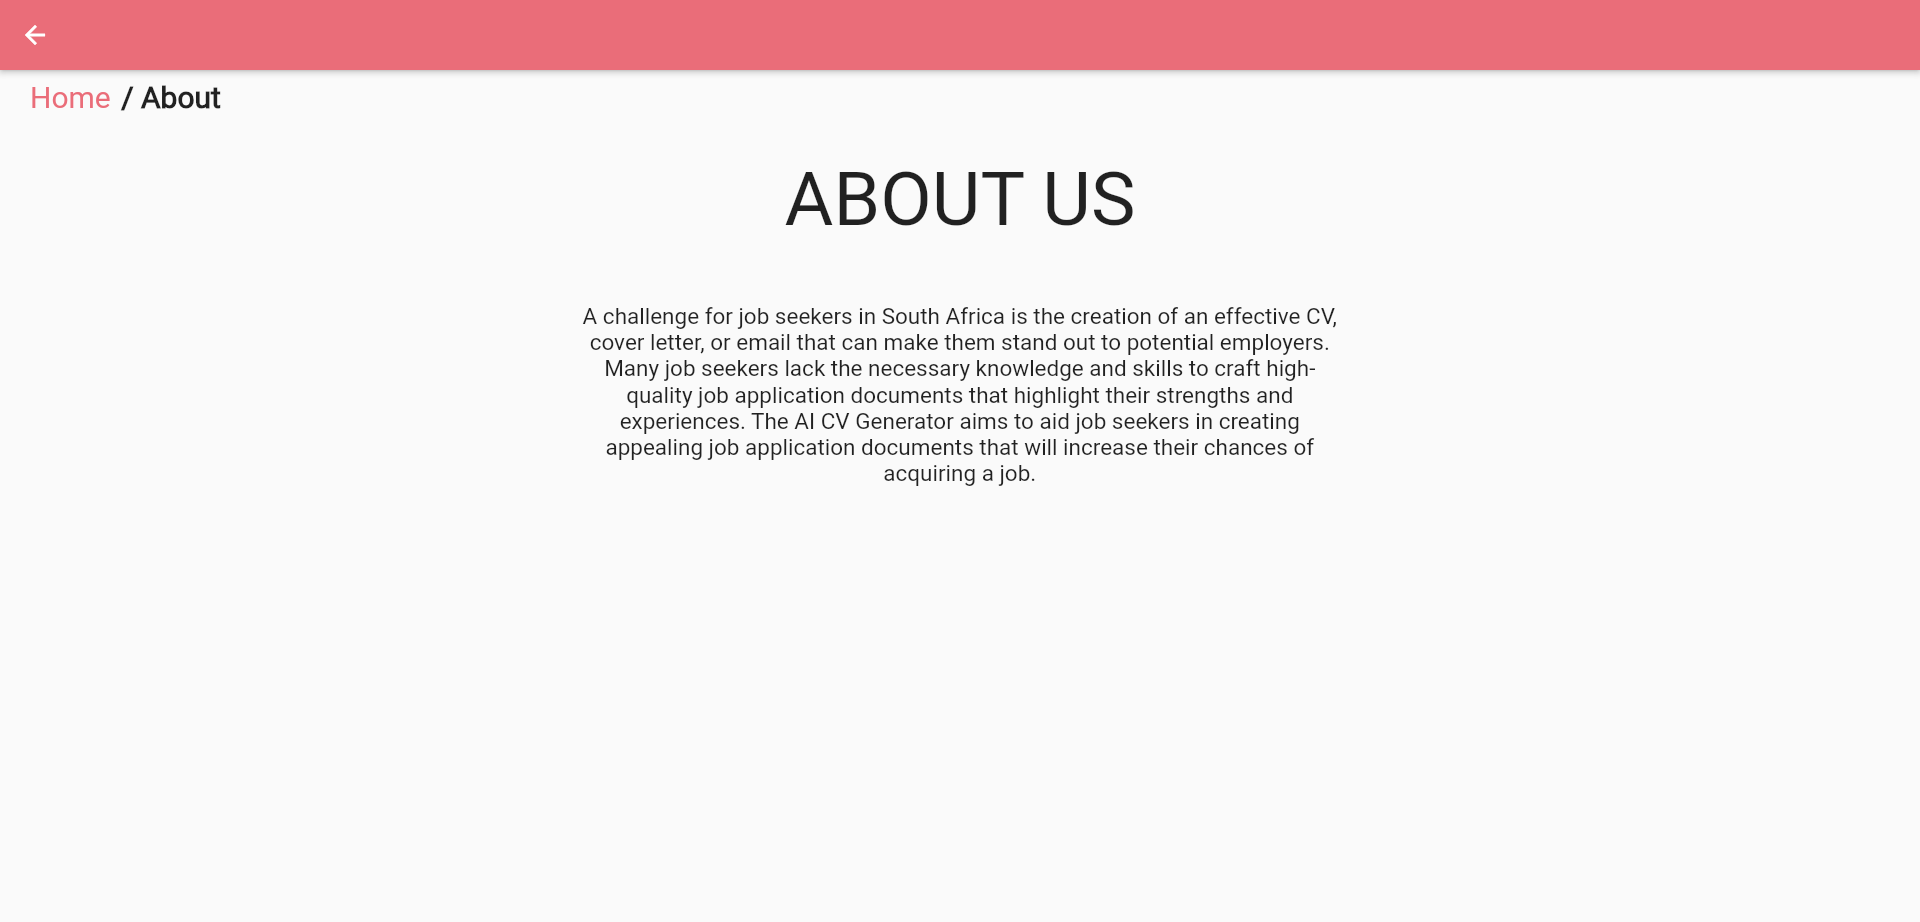 Home / About
ABOUT US
A challenge for job seekers in South Africa is the creation of an effective CV,
cover letter, or email that can make them stand out to potential employers.
Many job seekers lack the necessary knowledge and skills to craft high-
quality job application documents that highlight their strengths and
experiences. The AI CV Generator aims to aid job seekers in creating
appealing job application documents that will increase their chances of
acquiring a job.